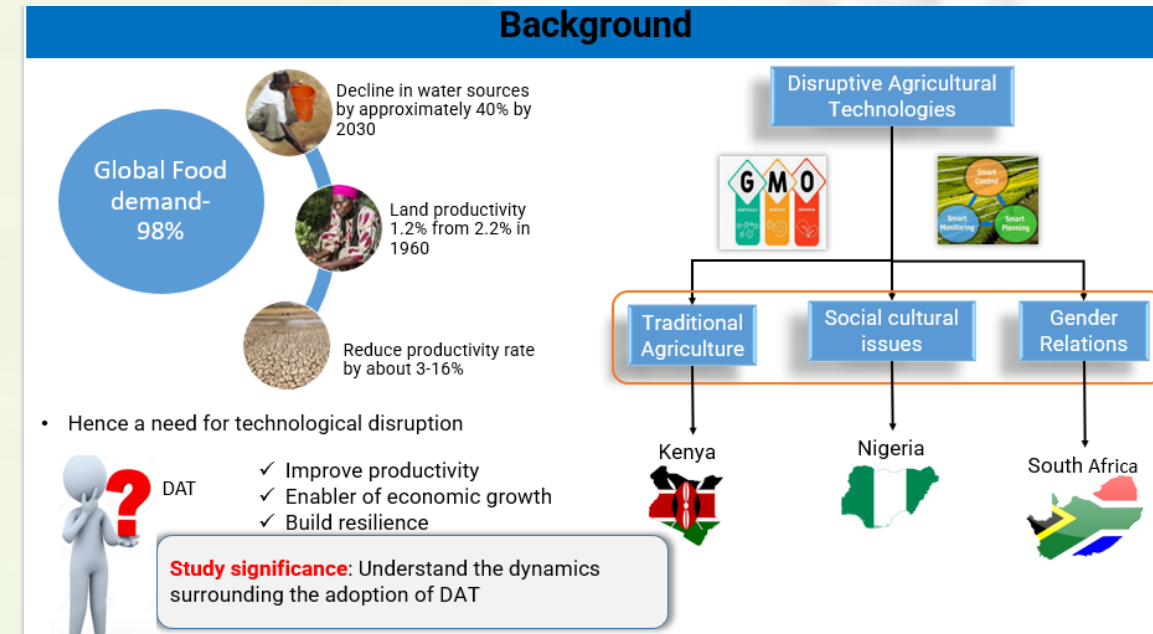 Background
Global Food
demand-
98%
Decline in water sources
by approximately 40% by
2030
Land productivity
1.2% from 2.2% in
1960
Reduce productivity rate
by about 3-16%
• Hence a need for technological disruption
DAT
✓ Improve productivity
✓ Enabler of economic growth
✓ Build resilience
Study significance: Understand the dynamics
surrounding the adoption of DAT
Disruptive Agricultural
Technologies
G M O
Smart
Control
Smart
Monitoring
Smart
Planning
Traditional
Agriculture
Social cultural
issues
Gender
Relations
Kenya
Nigeria
South Africa